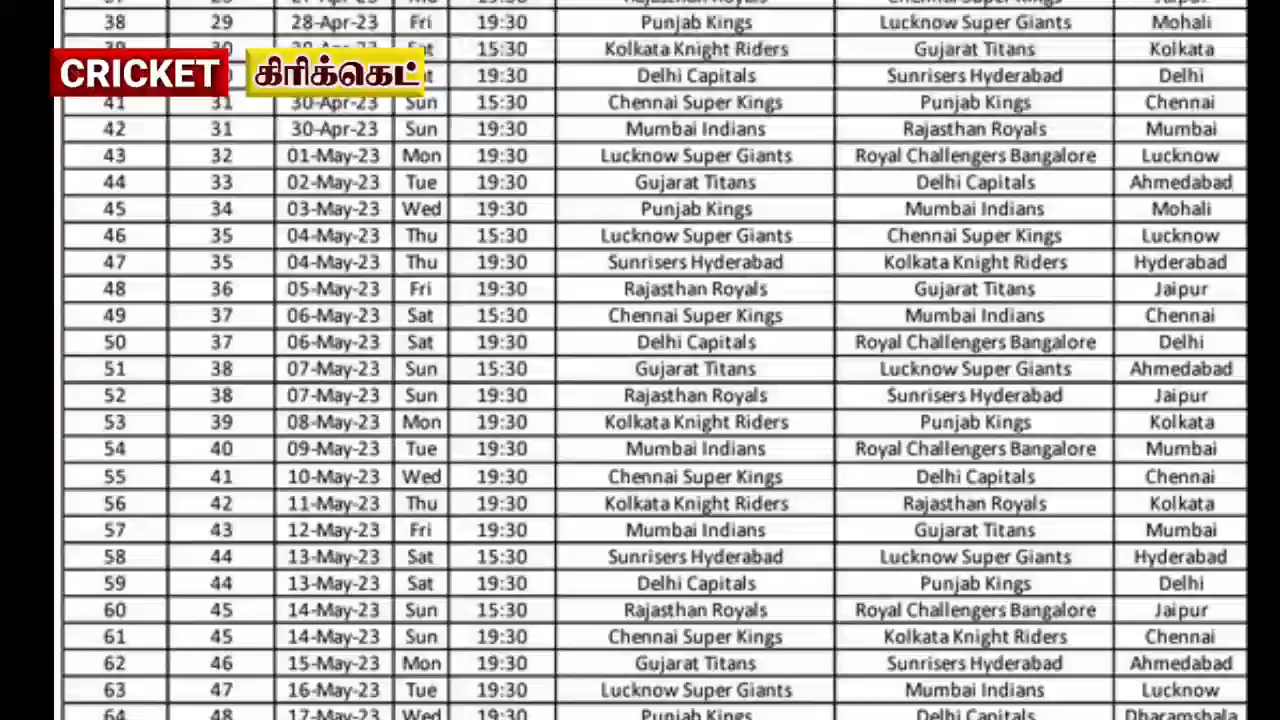 38 29 28-Apr-23 Fri 19:30 Punjab Kings Lucknow Super Giants Mohali
15:30 Kolkata Knight Riders Gujarat Titans Kolkata
CRICKET கிரிக்கெட்
19:30 Delhi Capitals Sunrisers Hyderabad Delhi
41 31 30-Apr-23 Sun 15:30 Chennai Super Kings Punjab Kings Chennai
42 31 30-Apr-23 Sun 19:30 Mumbai Indians Rajasthan Royals Mumbai
43 32 01-May-23 Mon 19:30 Lucknow Super Giants Royal Challengers Bangalore Lucknow
44 33 02-May-23 Tue 19:30 Gujarat Titans Delhi Capitals Ahmedabad
45 34 03-May-23 Wed 19:30 Punjab Kings Mumbai Indians Mohali
46 35 04-May-23 Thu 15:30 Lucknow Super Giants Chennai Super Kings Lucknow
47 35 04-May-23 Thu 19:30 Sunrisers Hyderabad Kolkata Knight Riders Hyderabad
48 36 05-May-23 Fri 19:30 Rajasthan Royals Gujarat Titans Jaipur
49 37 06-May-23 Sat 15:30 Chennai Super Kings Mumbai Indians Chennai
50 37 06-May-23 Sat 19:30 Delhi Capitals Royal Challengers Bangalore Delhi
51 38 07-May-23 Sun 15:30 Gujarat Titans Lucknow Super Giants Ahmedabad
52 38 07-May-23 Sun 19:30 Rajasthan Royals Sunrisers Hyderabad Jaipur
53 39 08-May-23 Mon 19:30 Kolkata Knight Riders Punjab Kings Kolkata
54 40 09-May-23 Tue 19:30 Mumbai Indians Royal Challengers Bangalore Mumbai
55 41 10-May-23 Wed 19:30 Chennai Super Kings Delhi Capitals Chennai
56 42 11-May-23 Thu 19:30 Kolkata Knight Riders Rajasthan Royals Kolkata
57 43 12-May-23 Fri 19:30 Mumbai Indians Gujarat Titans Mumbai
58 44 13-May-23 Sat 15:30 Sunrisers Hyderabad Lucknow Super Giants Hyderabad
59 44 13-May-23 Sat 19:30 Delhi Capitals Punjab Kings Delhi
60 45 14-May-23 Sun 15:30 Rajasthan Royals Royal Challengers Bangalore Jaipur
61 45 14-May-23 Sun 19:30 Chennai Super Kings Kolkata Knight Riders Chennai
62 46 15-May-23 Mon 19:30 Gujarat Titans Sunrisers Hyderabad Ahmedabad
63 47 16-May-23 Tue 19:30 Lucknow Super Giants Mumbai Indians Lucknow
64 48 17-May-23 Wed 19:30 Punjab Kings Delhi Capitals Dharamshala